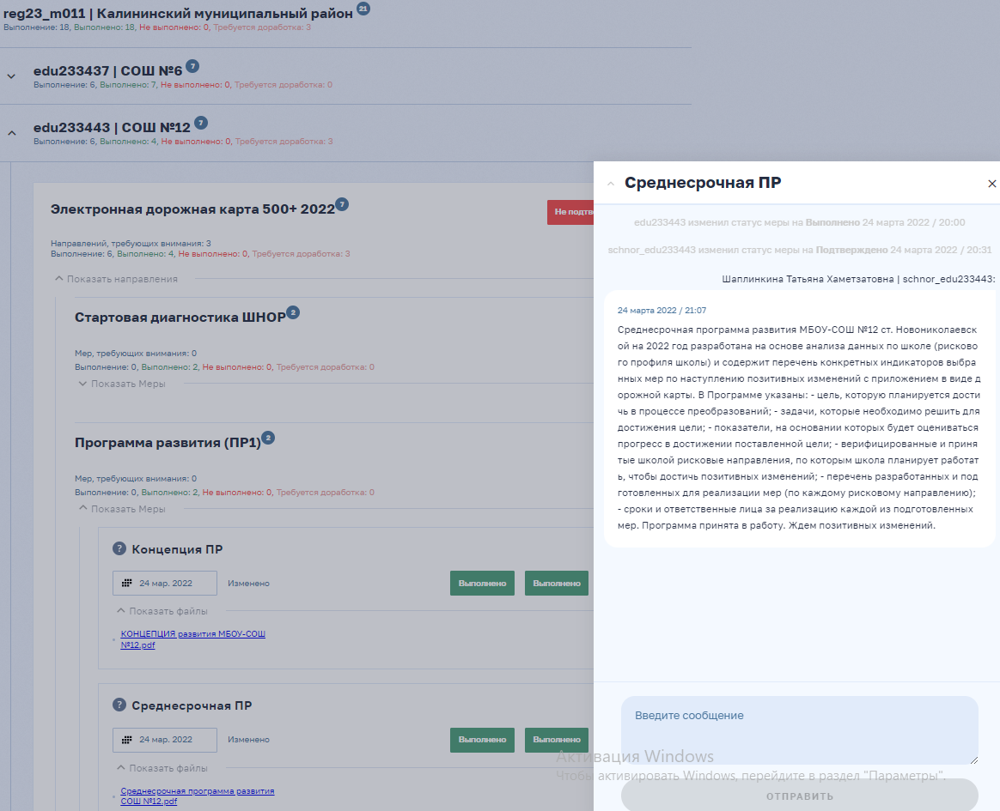 reg23_m011 | Калининский муниципальный район 21
Выполнение: 18, Выполнено: 18, Не выполнено: 0, Требуется доработка: 3
edu233437 | СОШ №6 7
Выполнение: 6, Выполнено: 7, Не выполнено: 0, Требуется доработка: 0
edu233443 | СОШ №12 7
Выполнение: 6, Выполнено: 4, Не выполнено: 0, Требуется доработка: 3
Электронная дорожная карта 500+ 2022 7
Не подтв
Направлений, требующих внимания: 3
Выполнение: 6, Выполнено: 4, Не выполнено: 0, Требуется доработка: 3
Показать направления
Стартовая диагностика ШНОР 2
Мер, требующих внимания: 0
Выполнение: 0, Выполнено: 2, Не выполнено: 0, Требуется доработка: 0
Показать Меры
Программа развития (ПР1) 2
Мер, требующих внимания: 0
Выполнение: 0, Выполнено: 2, Не выполнено: 0, Требуется доработка: 0
Показать Меры
? Концепция ПР
24 мар. 2022 Изменено Выполнено Выполнено
Показать файлы
КОНЦЕПЦИЯ развития МБОУ-СОШ
№12.pdf
? Среднесрочная ПР
24 мар. 2022 Изменено Выполнено Выполнено
Показать файлы
Среднесрочная программа развития
СОШ №12.pdf
Среднесрочная ПР
edu233443 изменил статус меры на Выполнено 24 марта 2022 / 20:00
schnor_edu233443 изменил статус меры на Подтверждено 24 марта 2022 / 20:31
Шаплинкина Татьяна Хаметзатовна | schnor_edu233443:
24 марта 2022 / 21:07
Среднесрочная программа развития МБОУ-СОШ №12 ст. Новониколаевск
ой на 2022 год разработана на основе анализа данных по школе (рисково
го профиля школы) и содержит перечень конкретных индикаторов выбра
нных мер по наступлению позитивных изменений с приложением в виде д
орожной карты. В Программе указаны: - цель, которую планируется дости
чь в процессе преобразований; - задачи, которые необходимо решить для
достижения цели; - показатели, на основании которых будет оцениваться
прогресс в достижении поставленной цели; - верифицированные и приня
тые школой рисковые направления, по которым школа планирует работат
ь, чтобы достичь позитивных изменений; - перечень разработанных и под
готовленных для реализации мер (по каждому рисковому направлению);
- сроки и ответственные лица за реализацию каждой из подготовленных
мер. Программа принята в работу. Ждем позитивных изменений.
Введите сообщение
Активация Windows
Чтобы активировать Windows, перейдите в раздел "Параметры".
ОТПРАВИТЬ